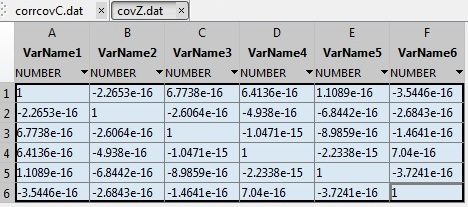 corrcovC.dat × covZ.dat ×
A B C D E F
VarName1 VarName2 VarName3 VarName4 VarName5 VarName6
NUMBER NUMBER NUMBER NUMBER NUMBER NUMBER
1 1 -2.2653e-16 6.7738e-16 6.4136e-16 1.1089e-16 -3.5446e-16
2 -2.2653e-16 1 -2.6064e-16 -4.938e-16 -6.8442e-16 -2.6843e-16
3 6.7738e-16 -2.6064e-16 1 -1.0471e-15 -8.9859e-16 -1.4641e-16
4 6.4136e-16 -4.938e-16 -1.0471e-15 1 -2.2338e-15 7.04e-16
5 1.1089e-16 -6.8442e-16 -8.9859e-16 -2.2338e-15 1 -3.7241e-16
6 -3.5446e-16 -2.6843e-16 -1.4641e-16 7.04e-16 -3.7241e-16 1